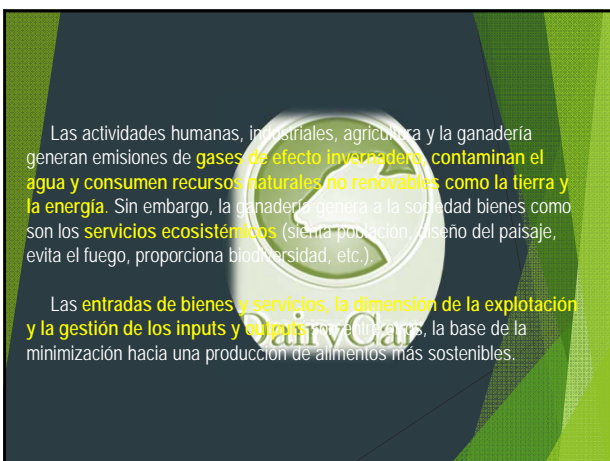 Las actividades humanas, industriales, agricultura y la ganadería
generan emisiones de gases de efecto invernadero, contaminan el
agua y consumen recursos naturales no renovables como la tierra y
la energía. Sin embargo, la ganadería genera a la sociedad bienes como
son los servicios ecosistémicos (sienta población, diseño del paisaje,
evita el fuego, proporciona biodiversidad, etc.).
Las entradas de bienes y servicios, la dimensión de la explotación
y la gestión de los inputs y outputs son entre otros, la base de la
DairyCare
minimización hacia una producción de alimentos más sostenibles.